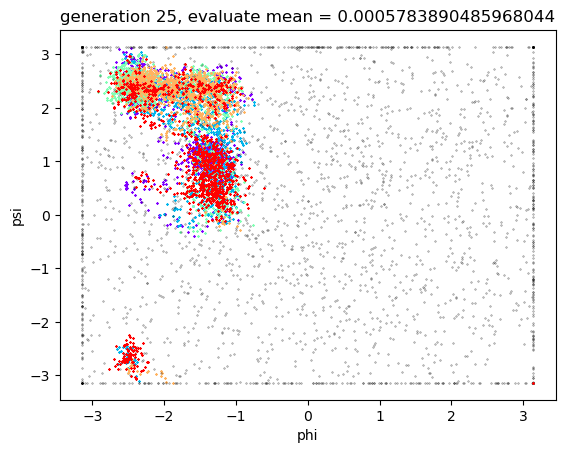 generation 25, evaluate mean = 0.0005783890485968044
3
2
1
0
−1
−2
−3
psi
−3 −2 −1 0 1 2 3
phi